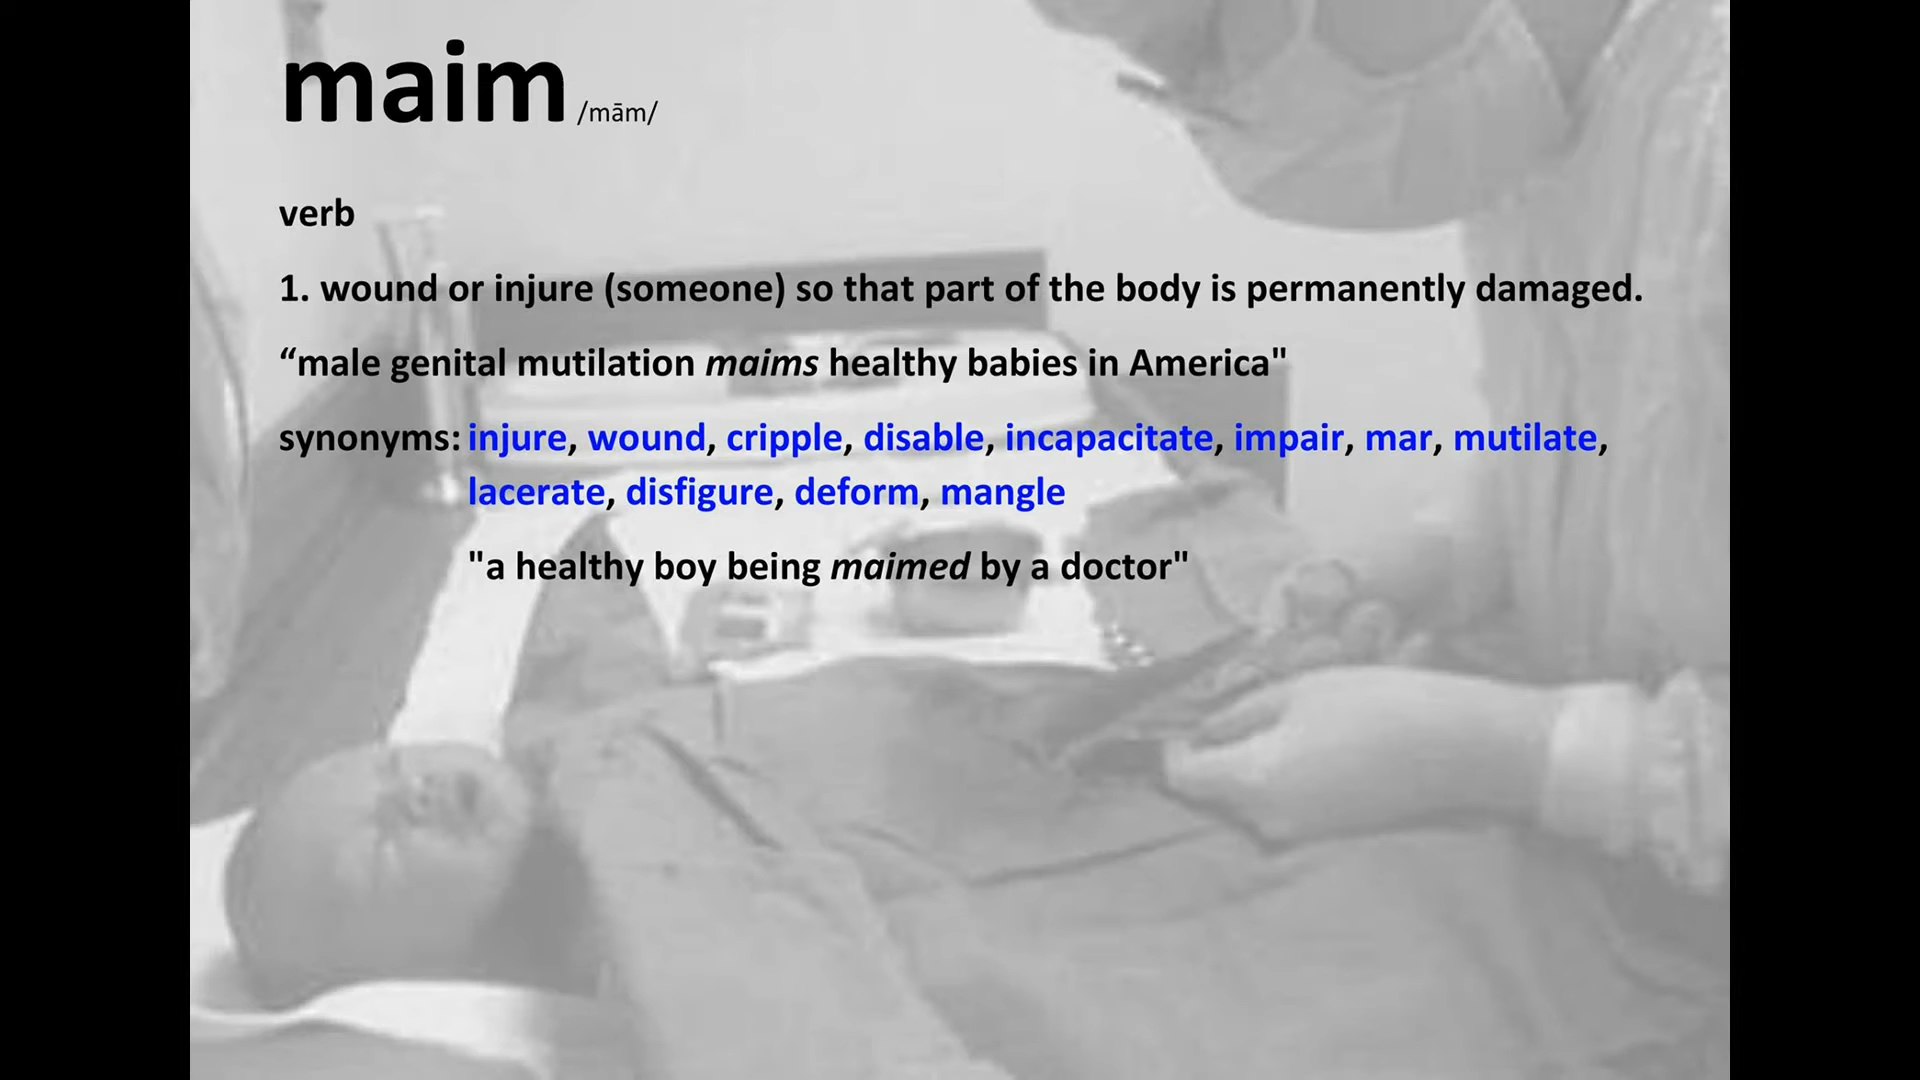 maim /mām/
verb
1. wound or injure (someone) so that part of the body is permanently damaged.
“male genital mutilation maims healthy babies in America"
synonyms: injure, wound, cripple, disable, incapacitate, impair, mar, mutilate,
lacerate, disfigure, deform, mangle
"a healthy boy being maimed by a doctor"